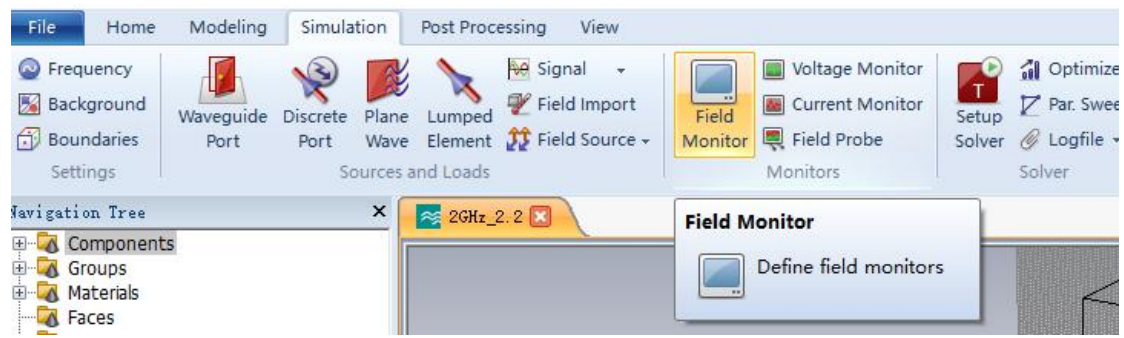 File Home Modeling Simulation Post Processing View
Frequency
Background
Boundaries
Settings
Waveguide Port
Discrete Port
Plane Wave
Lumped Element
Signal
Field Import
Field Source
Sources and Loads
Field Monitor
Voltage Monitor
Current Monitor
Field Probe
Monitors
Setup Solver
Optimize
Par. Swee
Logfile
Solver
Navigation Tree
Components
Groups
Materials
Faces
2GHz_2.2
Field Monitor
Define field monitors